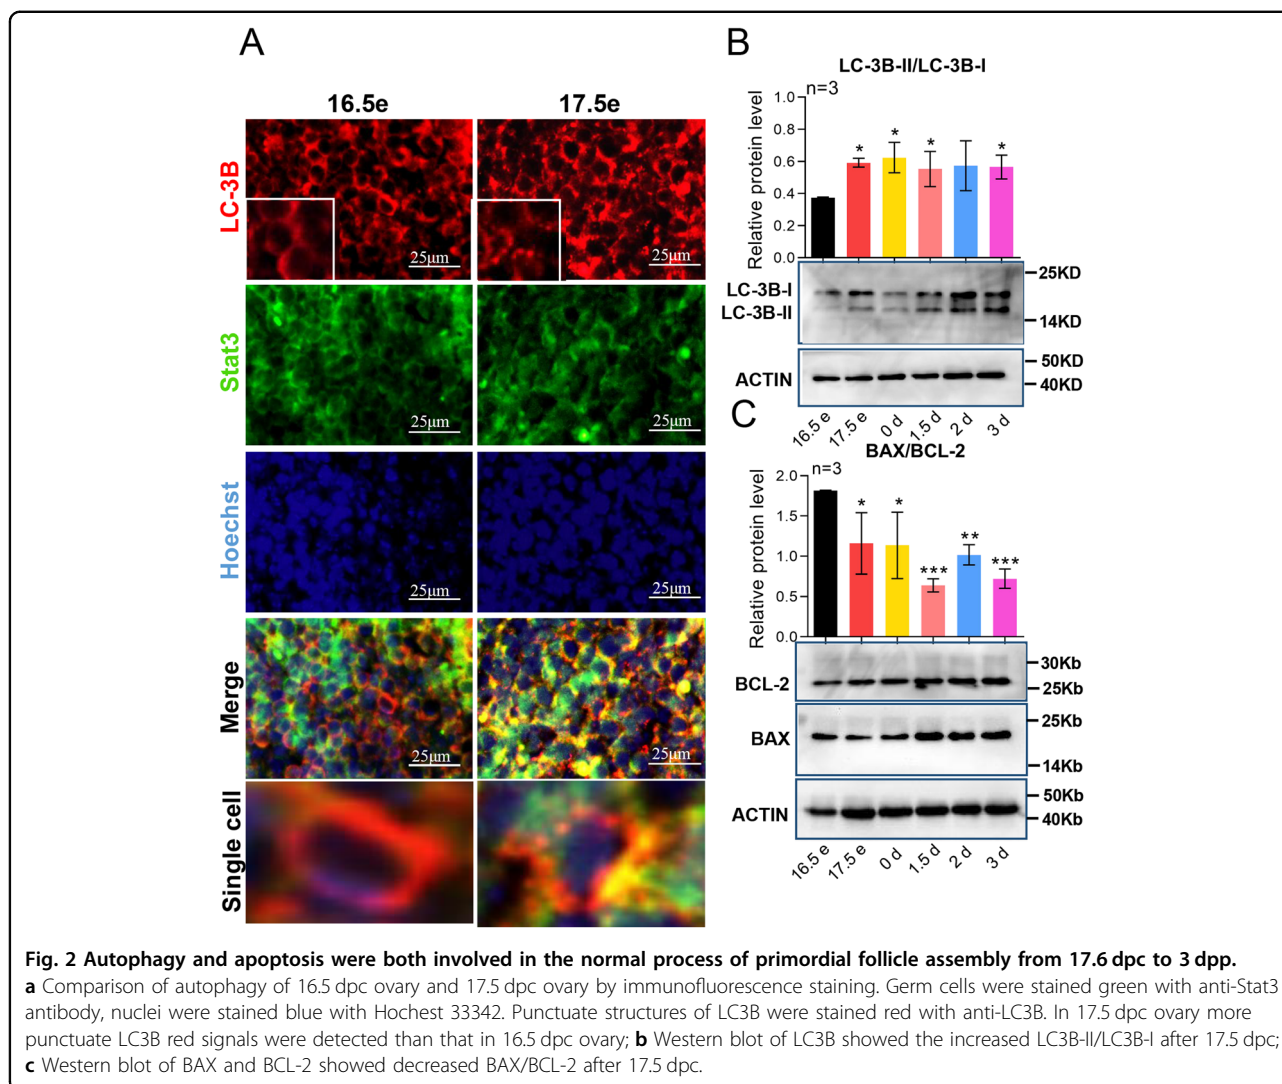 A
16.5e
17.5e
LC-3B
25μm
25μm
Stat3
25μm
25μm
Hoechst
25μm
25μm
Merge
25μm
25μm
Single cell
B
LC-3B-II/LC-3B-I
n=3
Relative protein level
1.0
0.8
0.6
0.4
0.2
0.0
* * * *
LC-3B-I
LC-3B-II
25KD
14KD
ACTIN
50KD
40KD
16.5 e 17.5 e 0 d 1.5 d 2 d 3 d
C
BAX/BCL-2
n=3
Relative protein level
2.0
1.5
1.0
0.5
0.0
* * *** ** ***
BCL-2
30Kb
25Kb
BAX
25Kb
14Kb
ACTIN
50Kb
40Kb
16.5 e 17.5 e 0 d 1.5 d 2 d 3 d
Fig. 2 Autophagy and apoptosis were both involved in the normal process of primordial follicle assembly from 17.6 dpc to 3 dpp.
a Comparison of autophagy of 16.5 dpc ovary and 17.5 dpc ovary by immunofluorescence staining. Germ cells were stained green with anti-Stat3
antibody, nuclei were stained blue with Hochest 33342. Punctuate structures of LC3B were stained red with anti-LC3B. In 17.5 dpc ovary more
punctuate LC3B red signals were detected than that in 16.5 dpc ovary; b Western blot of LC3B showed the increased LC3B-II/LC3B-I after 17.5 dpc;
c Western blot of BAX and BCL-2 showed decreased BAX/BCL-2 after 17.5 dpc.